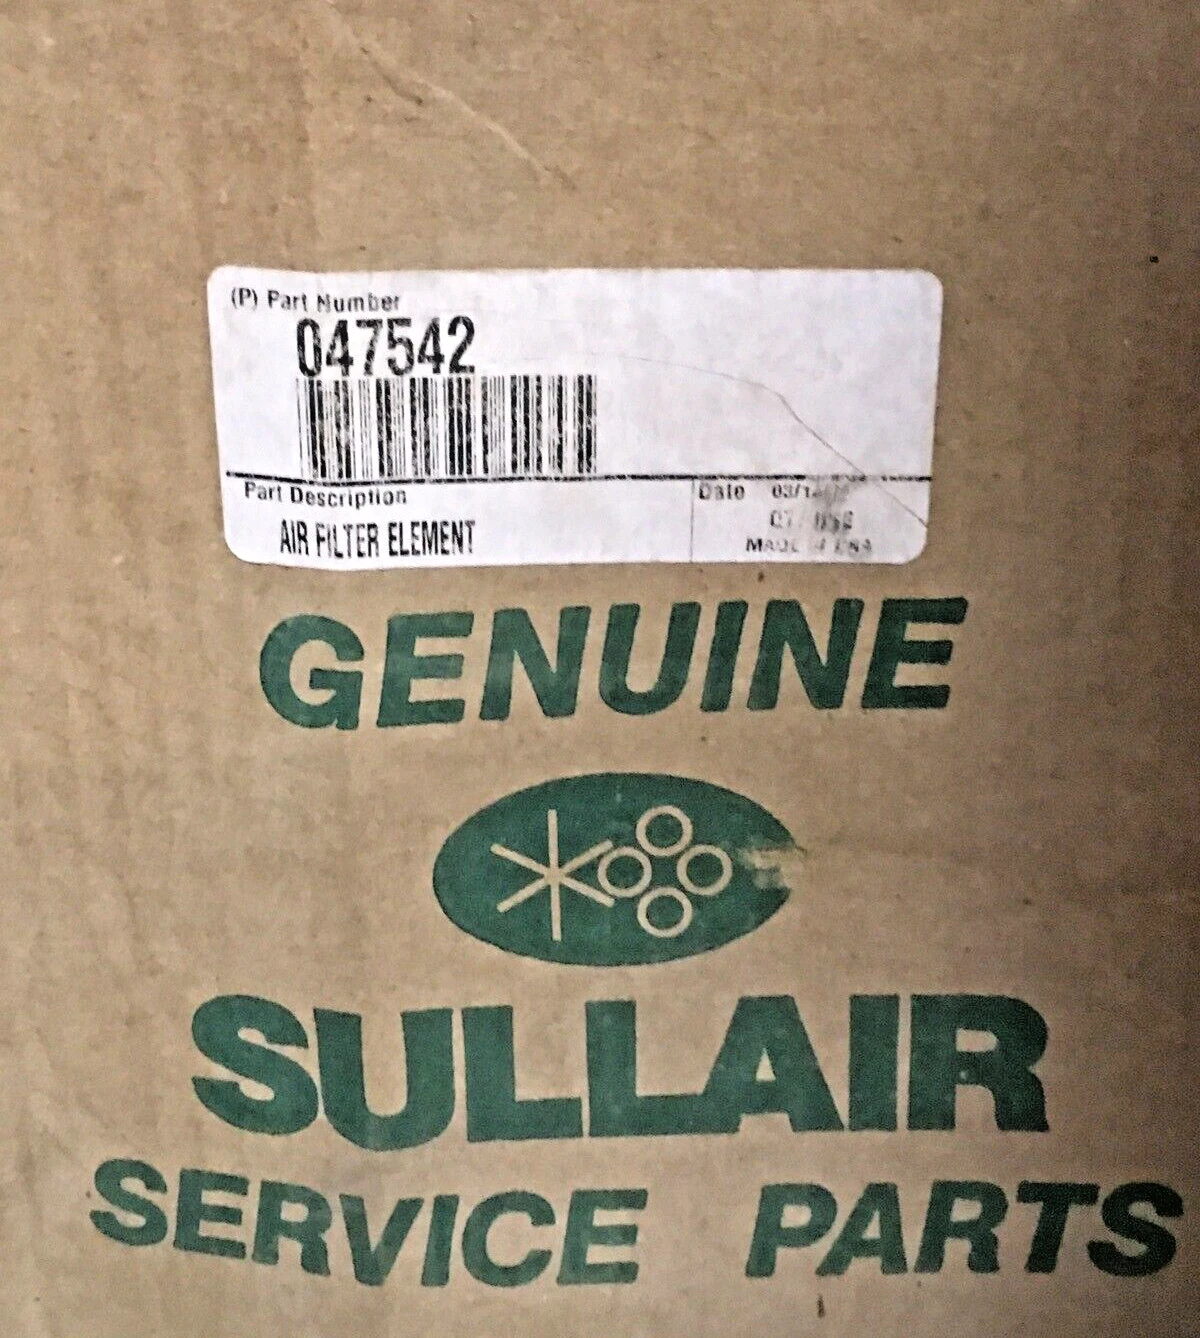 (P) Part Number
047542
Part Description
Date
AIR FILTER ELEMENT
GENUINE
SULLAIR
SERVICE PARTS